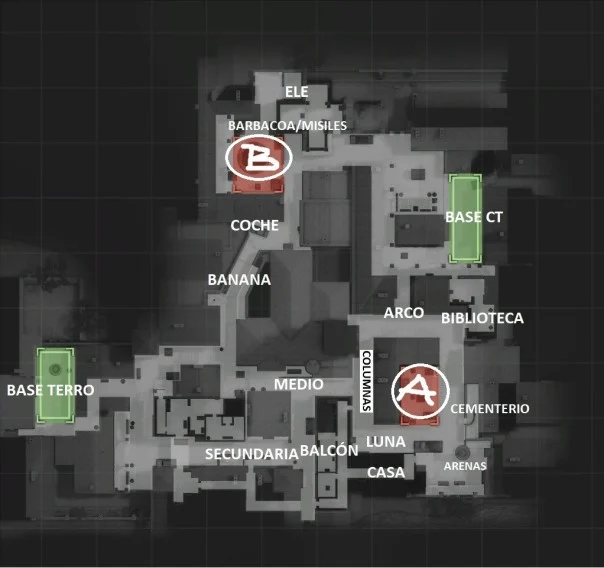 ELE
BARBACOA/MISILES
B
BASE CT
COCHE
BANANA
ARCO
BIBLIOTECA
COLUMNAS
BASE TERRO
MEDIO
A
CEMENTERIO
LUNA
SECUNDARIA
BALCÓN
CASA
ARENAS